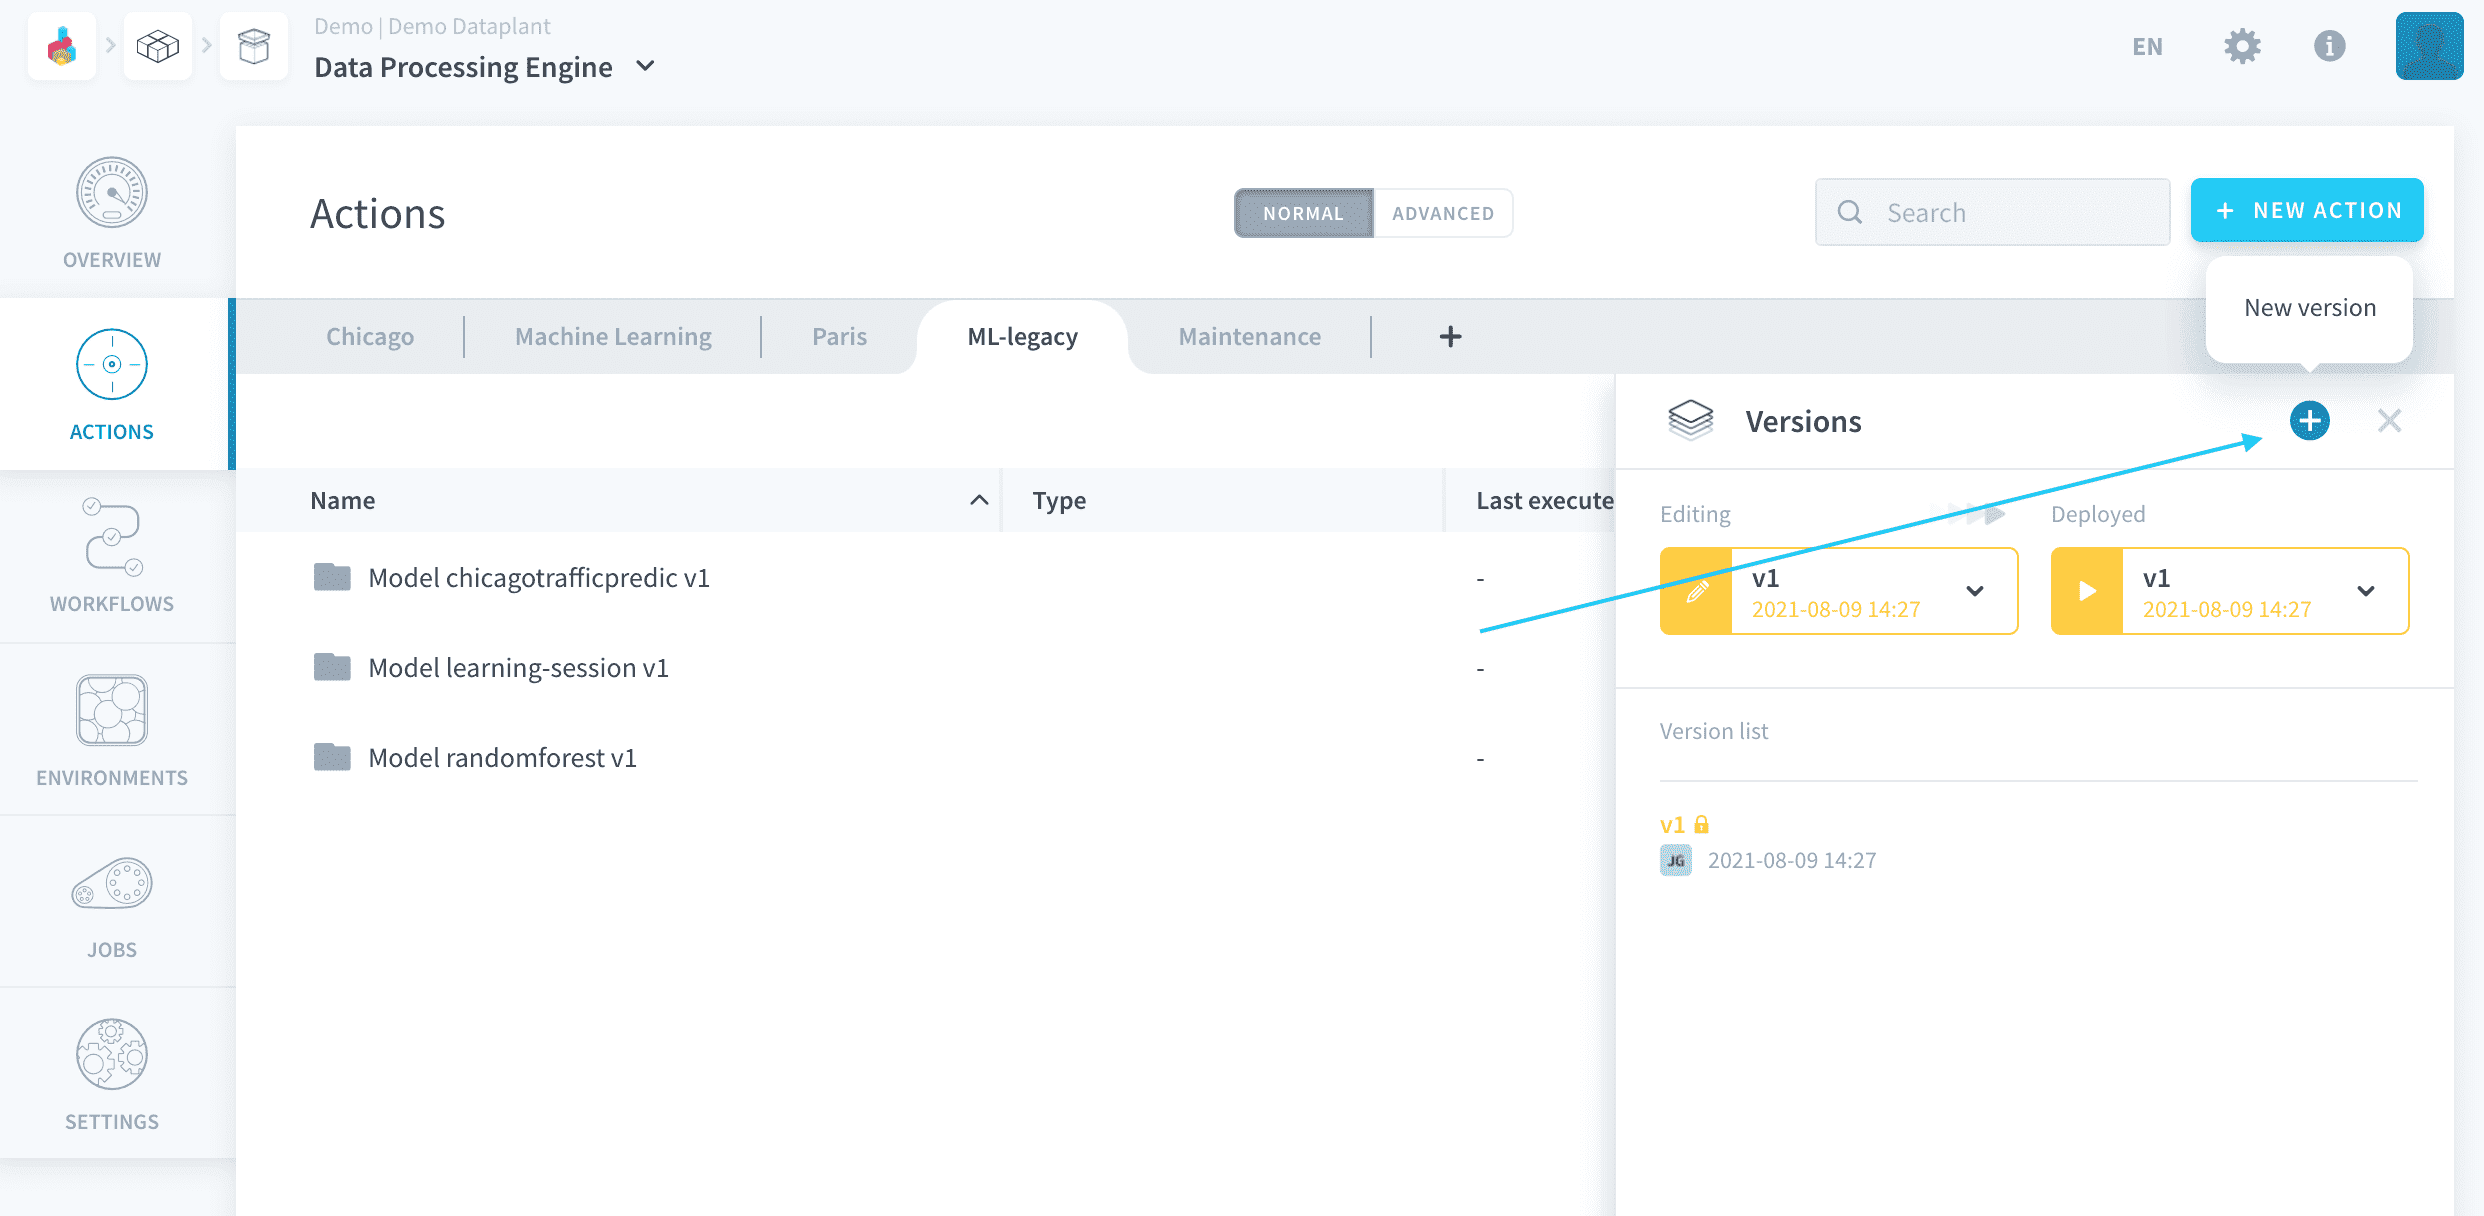 Demo | Demo Dataplant
Data Processing Engine
EN
OVERVIEW
ACTIONS
WORKFLOWS
ENVIRONMENTS
JOBS
SETTINGS
Actions
NORMAL
ADVANCED
Search
+ NEW ACTION
New version
Chicago
Machine Learning
Paris
ML-legacy
Maintenance
+
Name
Type
Last execute
Model chicagotrafficpredic v1
-
Model learning-session v1
-
Model randomforest v1
-
Versions
Editing
Deployed
v1
2021-08-09 14:27
v1
2021-08-09 14:27
Version list
v1
JG
2021-08-09 14:27